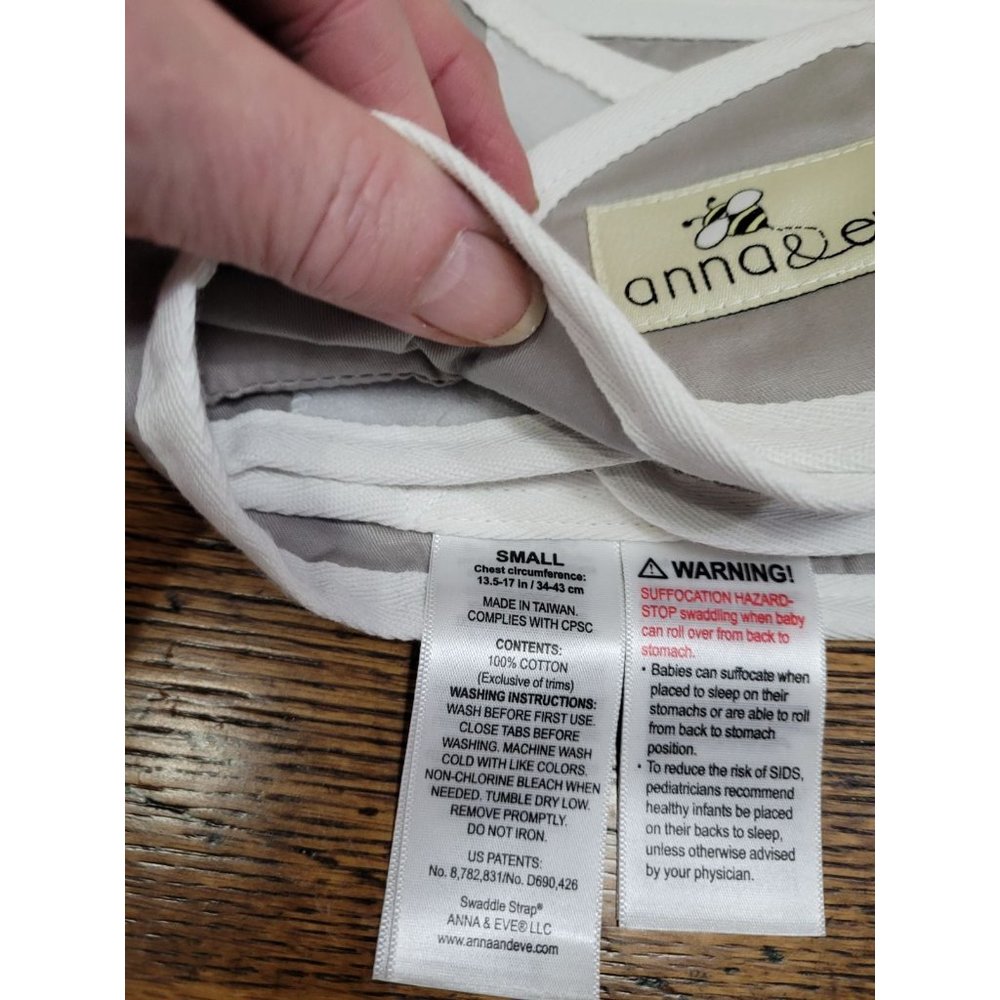 anna&
SMALL
Chest circumference:
13.5-17 in / 34-43 cm
MADE IN TAIWAN.
COMPLIES WITH CPSC
CONTENTS:
100% COTTON
(Exclusive of trims)
WASHING INSTRUCTIONS:
WASH BEFORE FIRST USE.
CLOSE TABS BEFORE
WASHING. MACHINE WASH
COLD WITH LIKE COLORS.
NON-CHLORINE BLEACH WHEN
NEEDED. TUMBLE DRY LOW.
REMOVE PROMPTLY.
DO NOT IRON.
US PATENTS:
No. 8,782,831/No. D690,426
Swaddle Strap®
ANNA & EVE® LLC
www.annaandeve.com
WARNING!
SUFFOCATION HAZARD-
STOP swaddling when baby
can roll over from back to
stomach.
• Babies can suffocate when
placed to sleep on their
stomachs or are able to roll
from back to stomach
position.
• To reduce the risk of SIDS,
pediatricians recommend
healthy infants be placed
on their backs to sleep,
unless otherwise advised
by your physician.